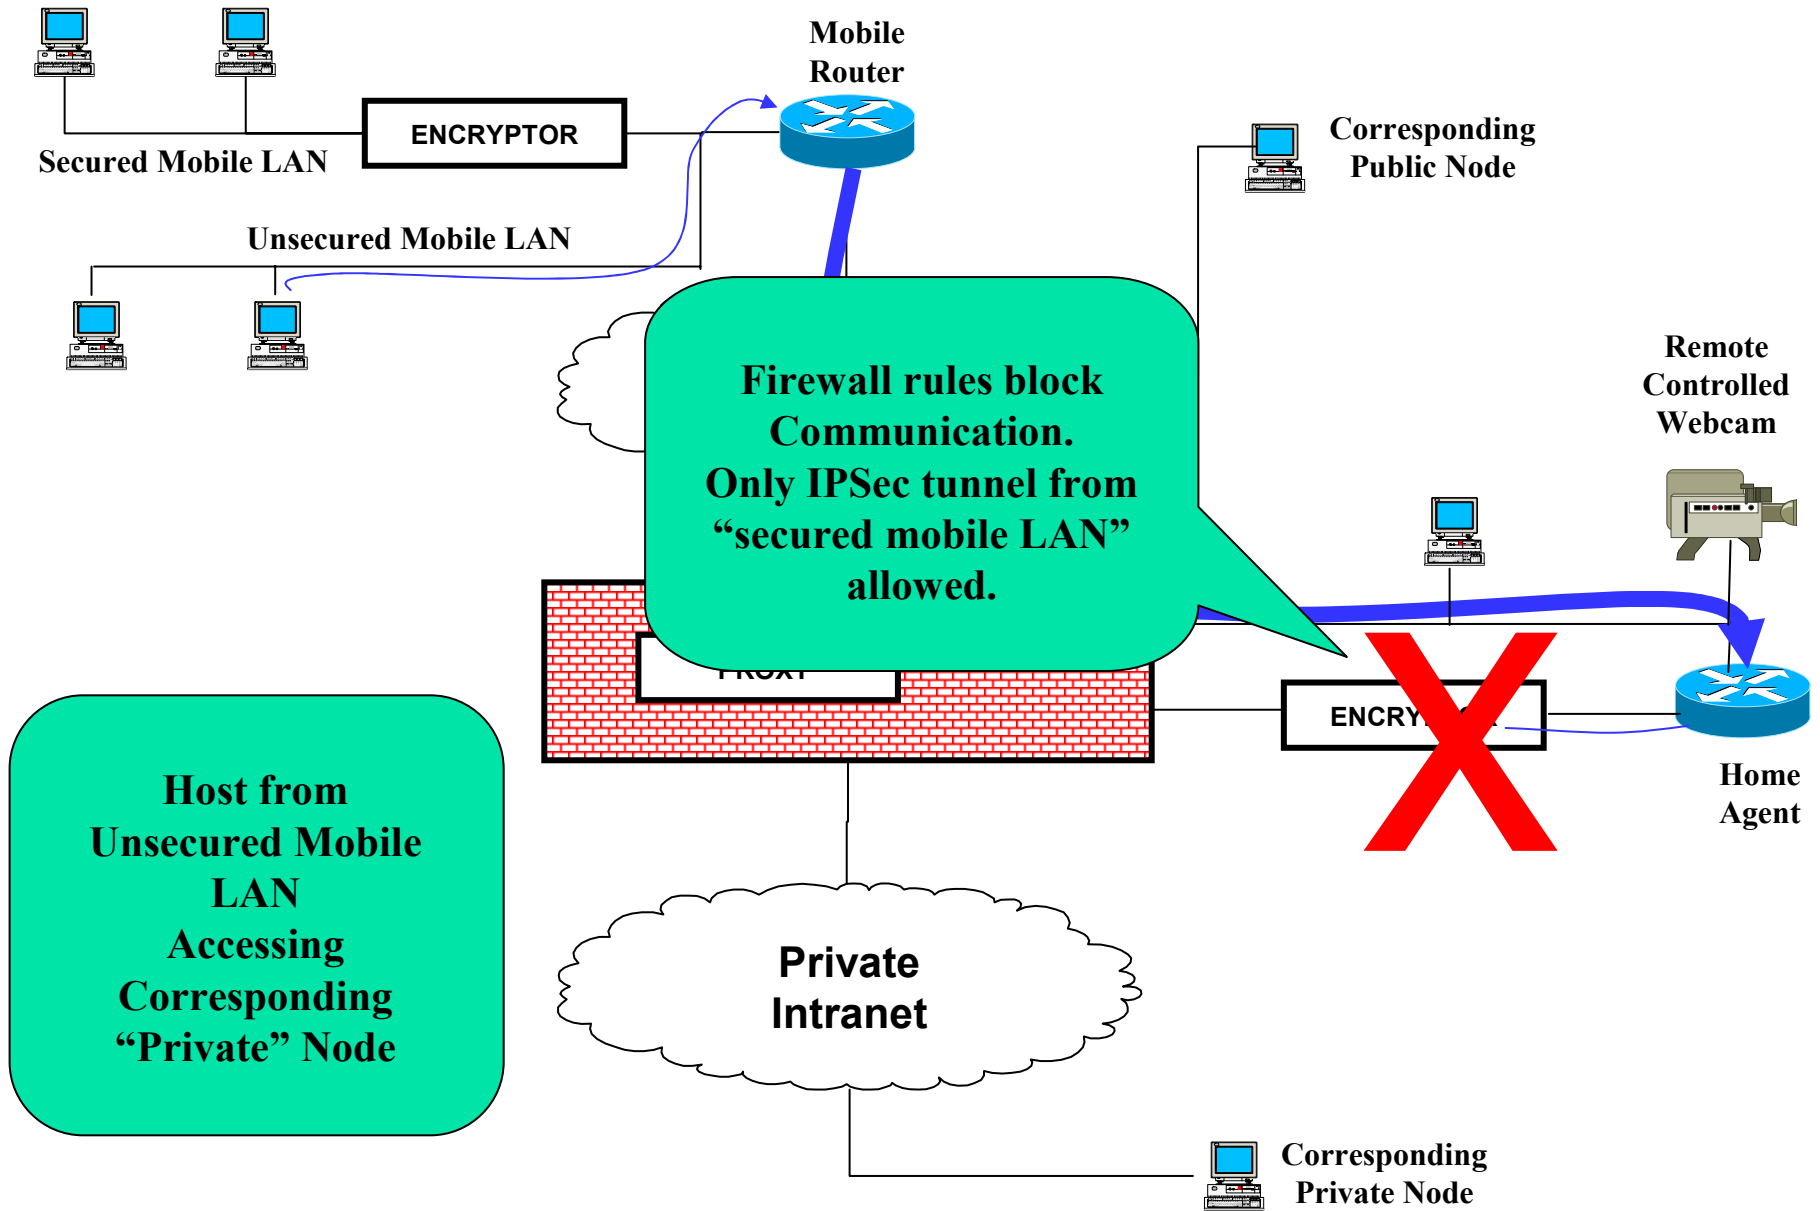 Mobile
Router
ENCRYPTOR
Secured Mobile LAN
Corresponding
Public Node
Unsecured Mobile LAN
Remote
Controlled
Webcam
Firewall rules block
Communication.
Only IPSec tunnel from
“secured mobile LAN”
allowed.
PROXY
Home
Agent
Host from
Unsecured Mobile
LAN
Accessing
Corresponding
“Private” Node
Private
Intranet
Corresponding
Private Node